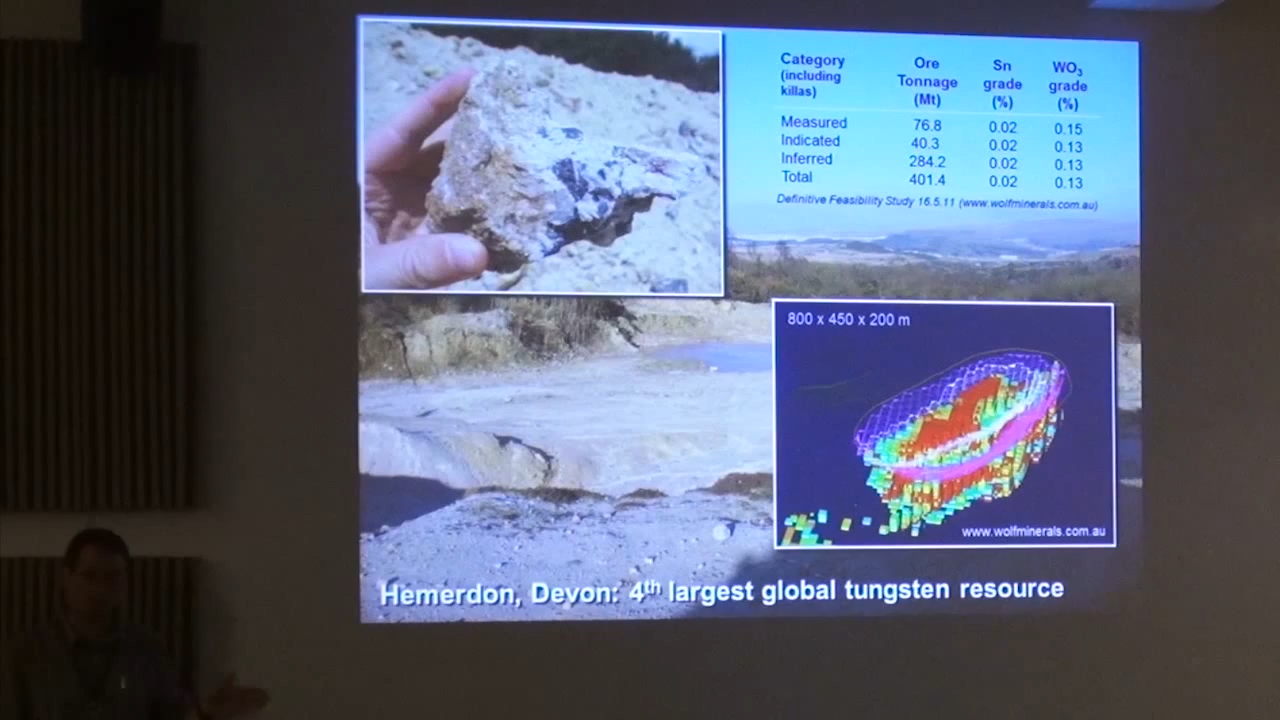 Category (including killas) Ore Tonnage (Mt) Sn grade (%) WO3 grade (%)
Measured 76.8 0.02 0.15
Indicated 40.3 0.02 0.13
Inferred 284.2 0.02 0.13
Total 401.4 0.02 0.13
Definitive Feasibility Study 16.5.11 (www.wolfminerals.com.au)
800 x 450 x 200 m
www.wolfminerals.com.au
Hemerdon, Devon: 4th largest global tungsten resource